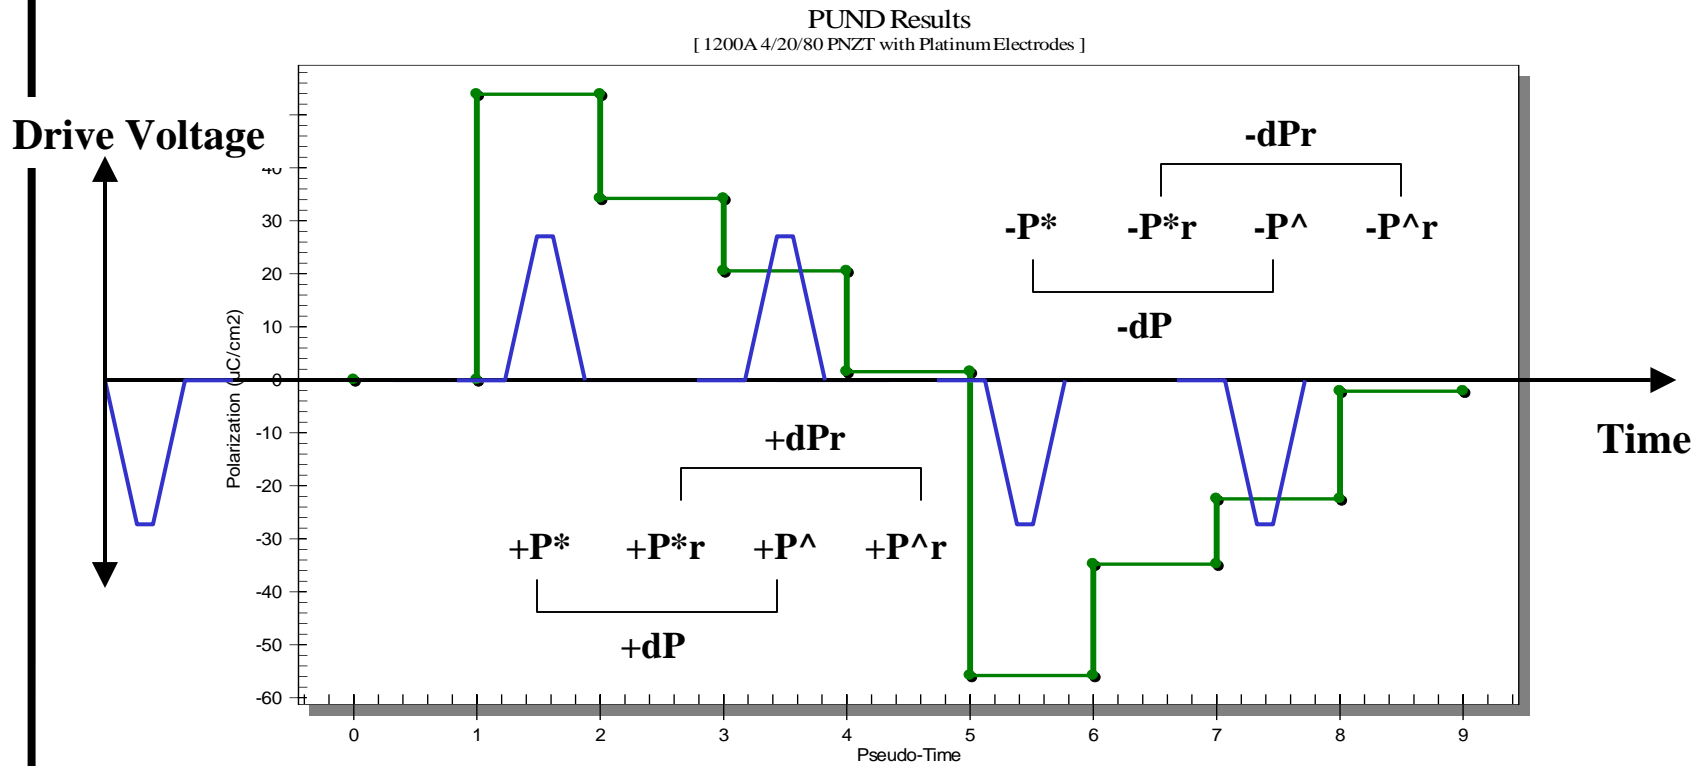 PUND Results
[ 1200A 4/20/80 PNZT with Platinum Electrodes ]
Drive Voltage
-dPr
-P* -P*r -P^ -P^r
-dP
40
30
20
10
0
-10
-20
-30
-40
-50
-60
Polarization (uC/cm2)
Time
+dPr
+P* +P*r +P^ +P^r
+dP
0 1 2 3 4 5 6 7 8 9
Pseudo-Time